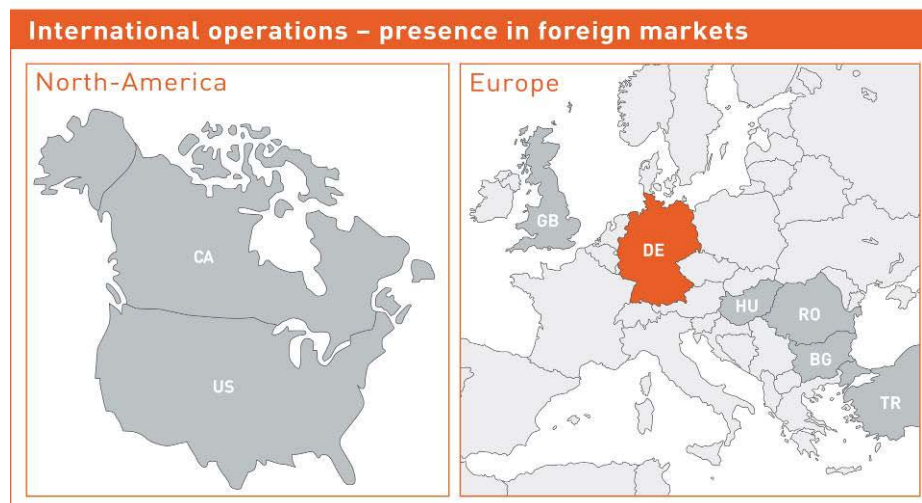 International operations – presence in foreign markets
North-America
CA
US
Europe
GB
DE
HU
RO
BG
TR